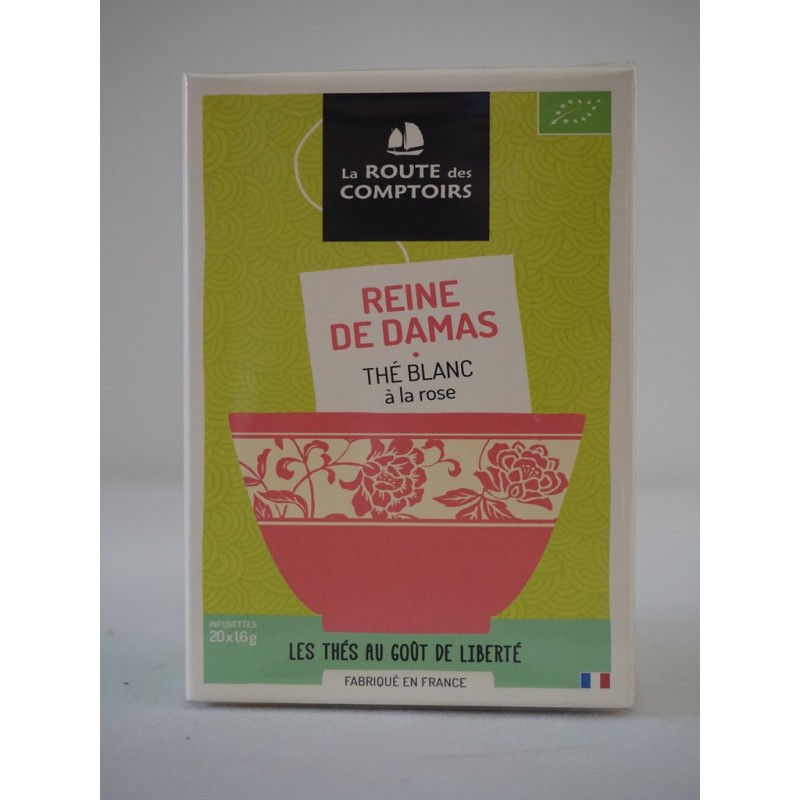 La ROUTE des
COMPTOIRS
REINE
DE DAMAS
•
THÉ BLANC
à la rose
INFUSETTES
20x1,6g
LES THÉS AU GOÛT DE LIBERTÉ
FABRIQUÉ EN FRANCE